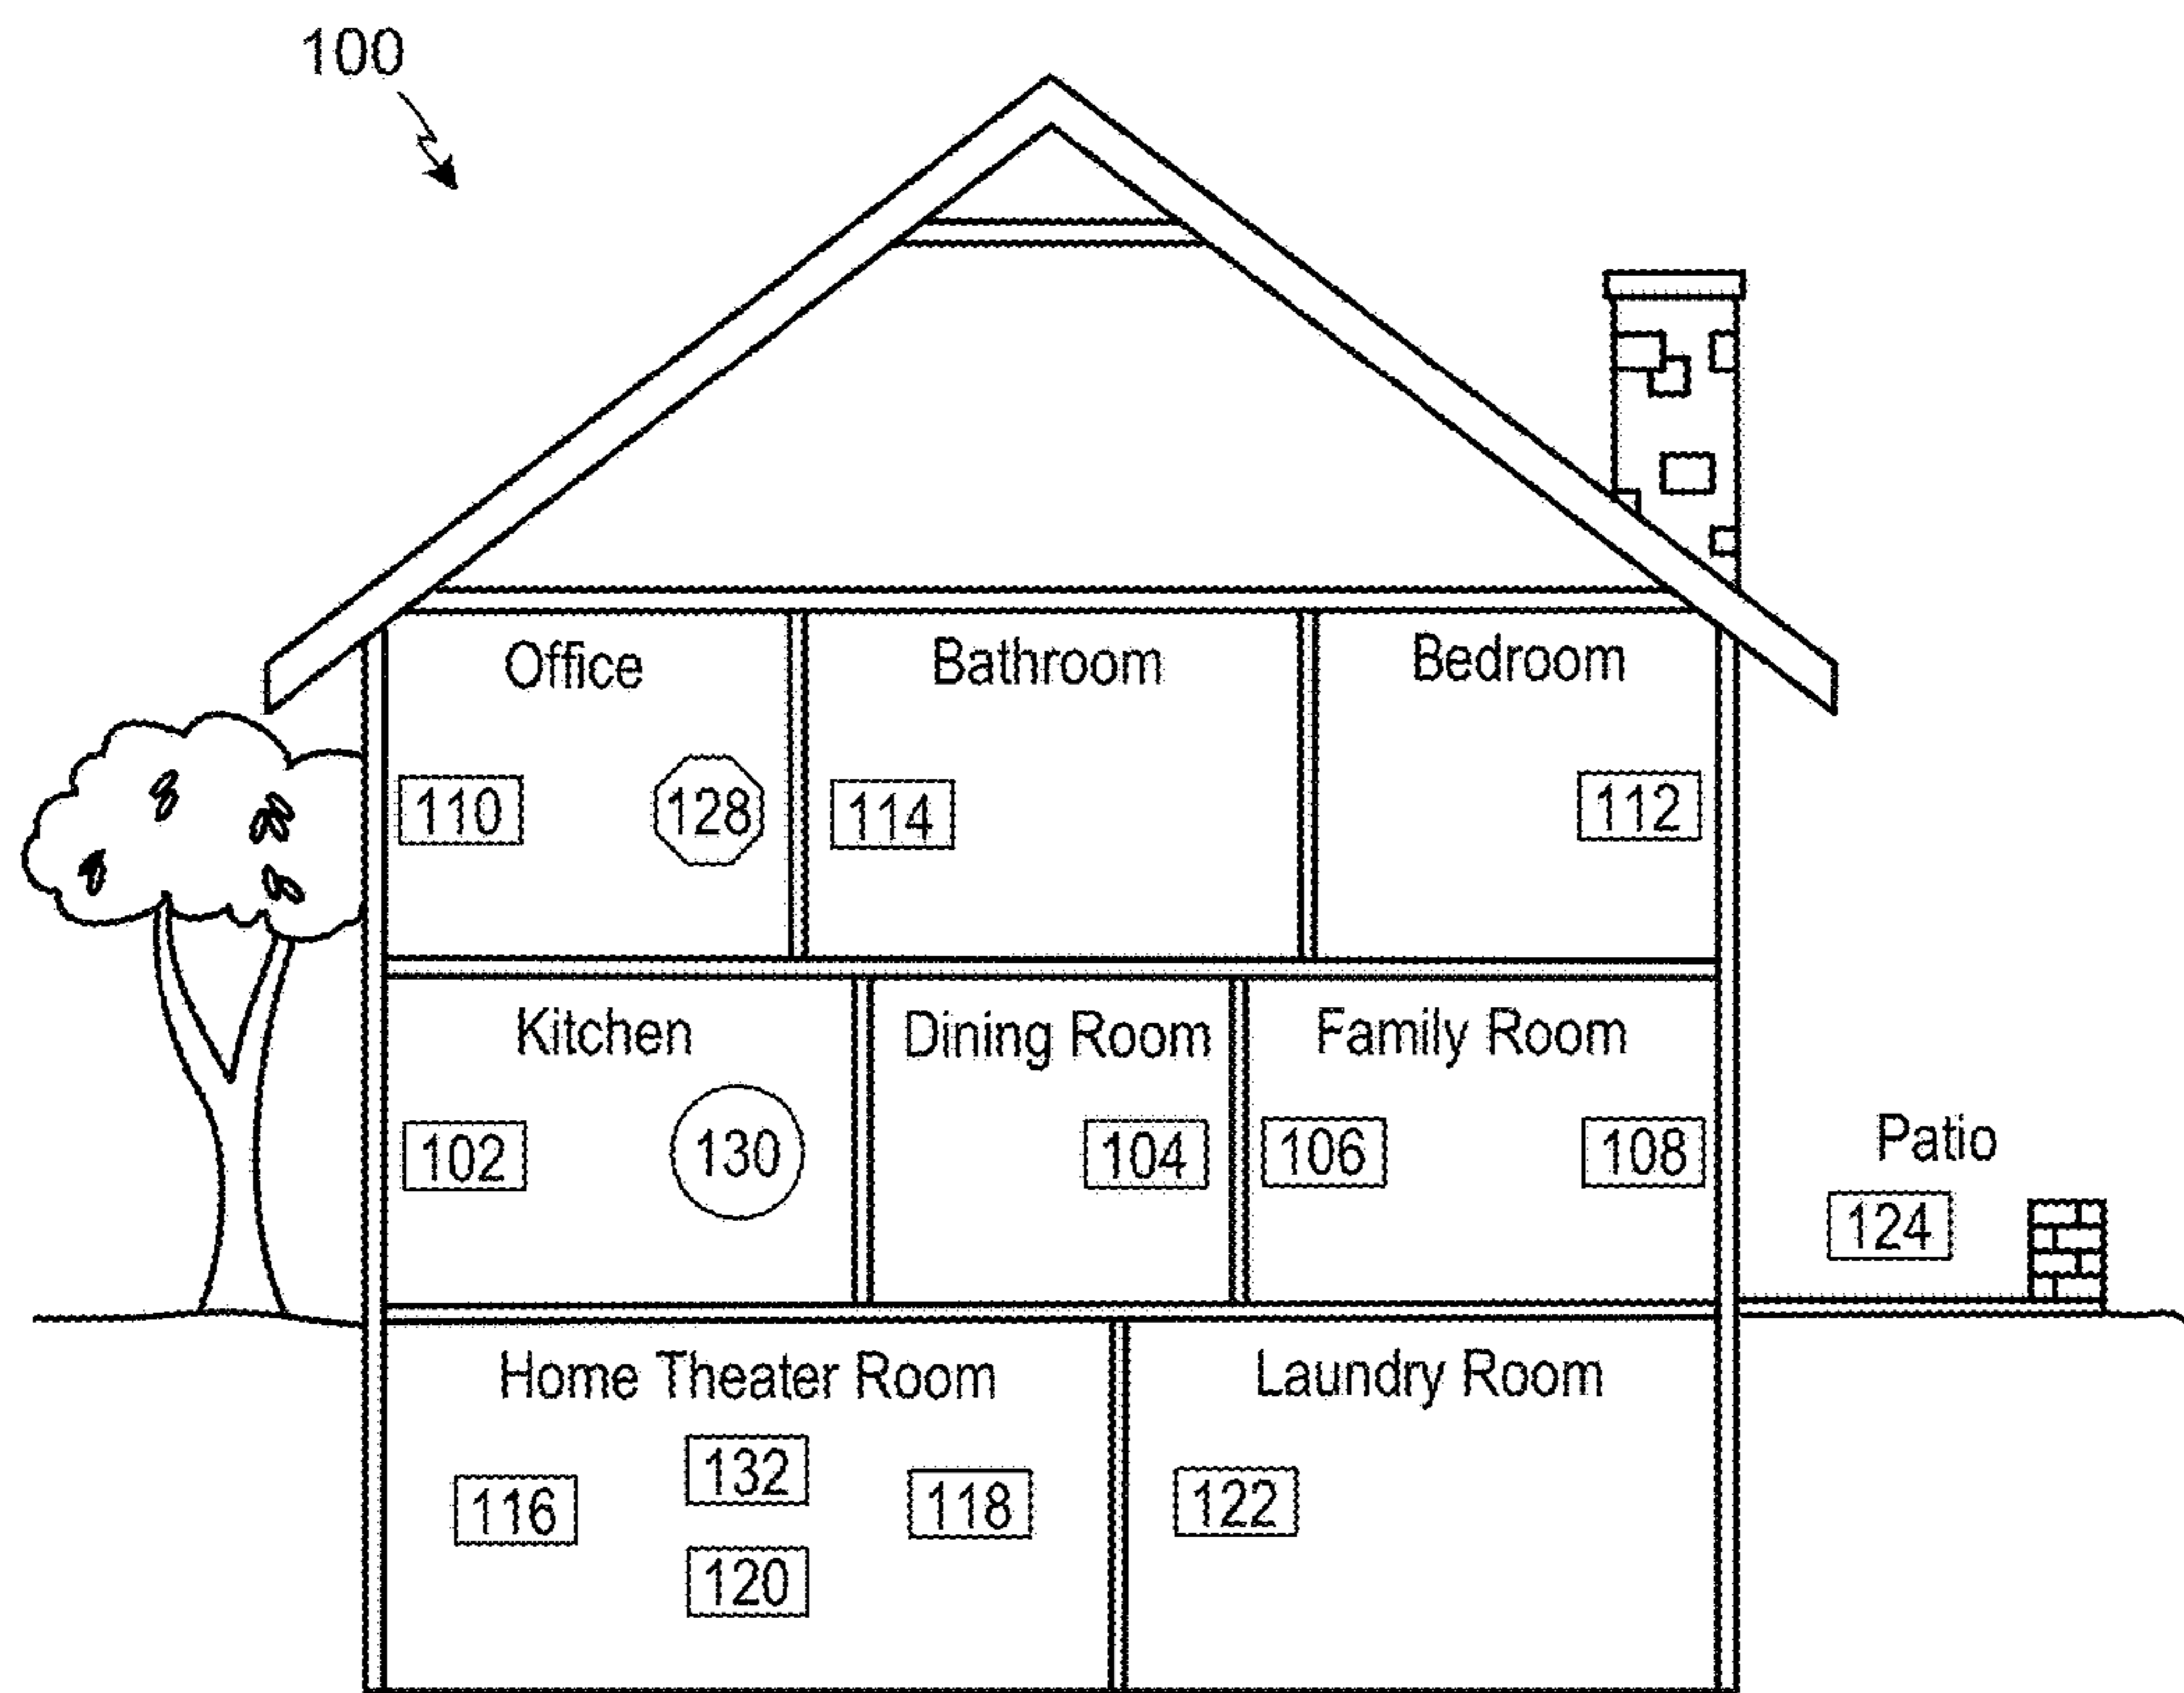 100
Office
Bathroom
Bedroom
110
128
114
112
Kitchen
Dining Room
Family Room
102
130
104
106
108
Patio
124
Home Theater Room
Laundry Room
132
116
118
122
120